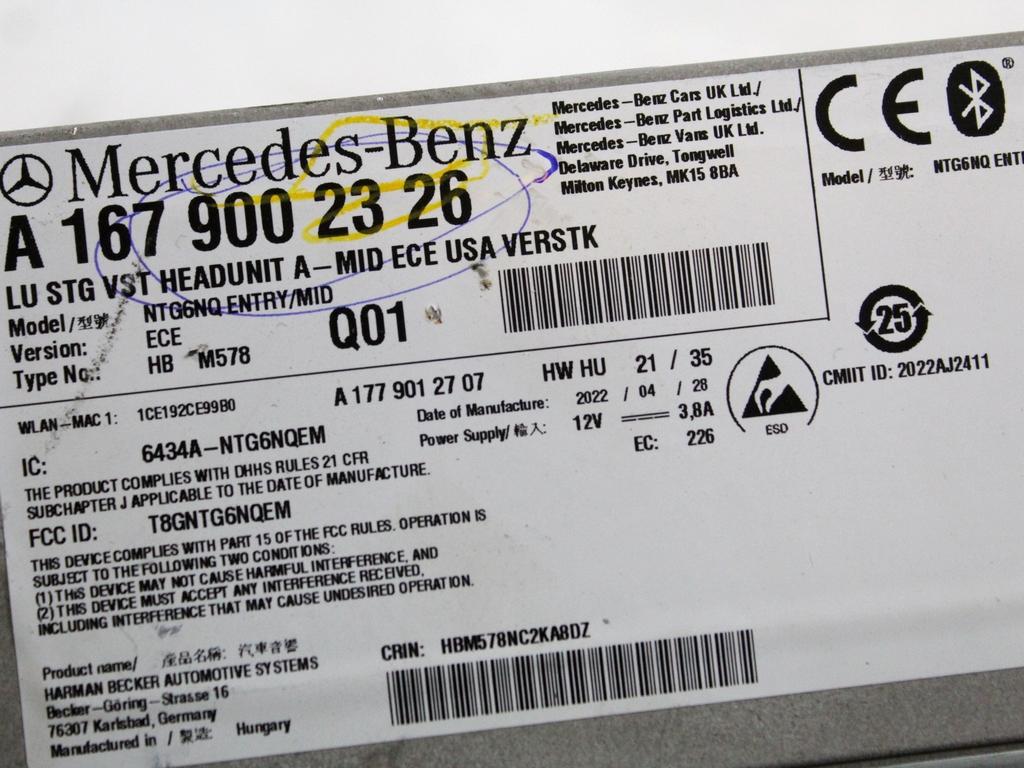 Mercedes-Benz
A 167 900 23 26
LU STG VST HEADUNIT A-MID ECE USA VERSTK
Model / 型號: NTG6NQ ENTRY/MID
Version: ECE
Type No.: HB M578
Q01
Mercedes-Benz Cars UK Ltd./
Mercedes-Benz Part Logistics Ltd./
Mercedes-Benz Vans UK Ltd.
Delaware Drive, Tongwell
Milton Keynes, MK15 8BA
CE
®
Model / 型號: NTG6NQ ENTI
25
CMIIT ID: 2022AJ2411
WLAN-MAC 1: 1CE192CE99B0
A 177 901 27 07
HW HU 21 / 35
Date of Manufacture: 2022 / 04 / 28
Power Supply/ 輸入: 12V 3,8A
EC: 226
ESD
IC: 6434A-NTG6NQEM
THE PRODUCT COMPLIES WITH DHHS RULES 21 CFR
SUBCHAPTER J APPLICABLE TO THE DATE OF MANUFACTURE.
FCC ID: T8GNTG6NQEM
THIS DEVICE COMPLIES WITH PART 15 OF THE FCC RULES. OPERATION IS
SUBJECT TO THE FOLLOWING TWO CONDITIONS:
(1) THIS DEVICE MAY NOT CAUSE HARMFUL INTERFERENCE, AND
(2) THIS DEVICE MUST ACCEPT ANY INTERFERENCE RECEIVED,
INCLUDING INTERFERENCE THAT MAY CAUSE UNDESIRED OPERATION.
Product name/ 產品名稱: 汽車音響
HARMAN BECKER AUTOMOTIVE SYSTEMS
Becker-Göring-Strasse 16
76307 Karlsbad, Germany
Manufactured in / 製造: Hungary
CRIN: HBM578NC2KA8DZ